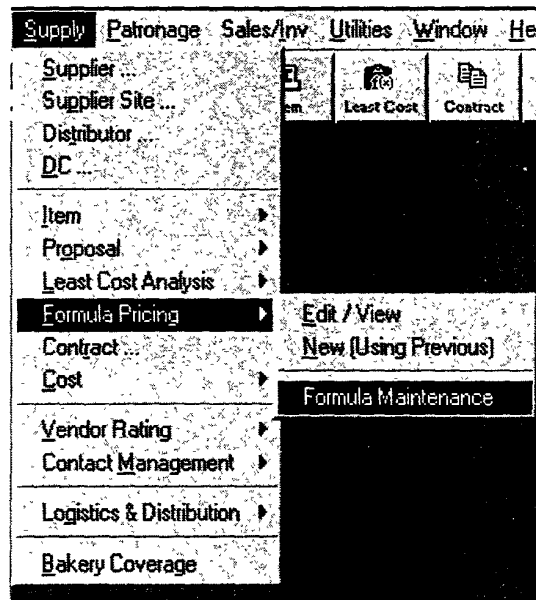 Supply Patronage Sales/Inv Utilities Window He
Supplier ...
Supplier Site ...
em Least Cost Contract
Distributor ...
DC ...
Item
Proposal
Least Cost Analysis
Formula Pricing Edit / View
Contract ... New (Using Previous)
Cost
Formula Maintenance
Vendor Rating
Contact Management
Logistics & Distribution
Bakery Coverage